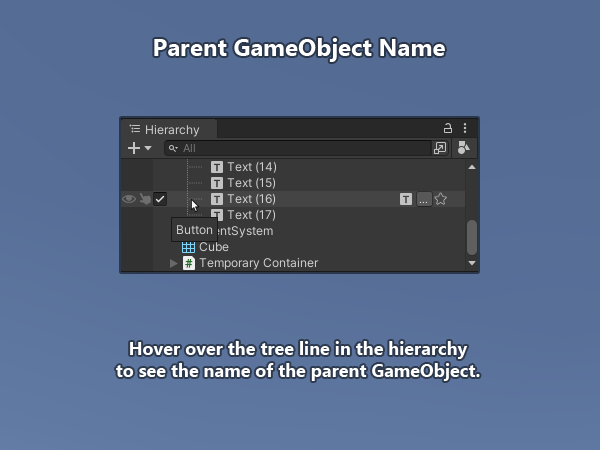 Parent GameObject Name
Hierarchy
All
Text (14)
Text (15)
Text (16)
T
...
Text (17)
Button
entSystem
Cube
# Temporary Container
Hover over the tree line in the hierarchy
to see the name of the parent GameObject.